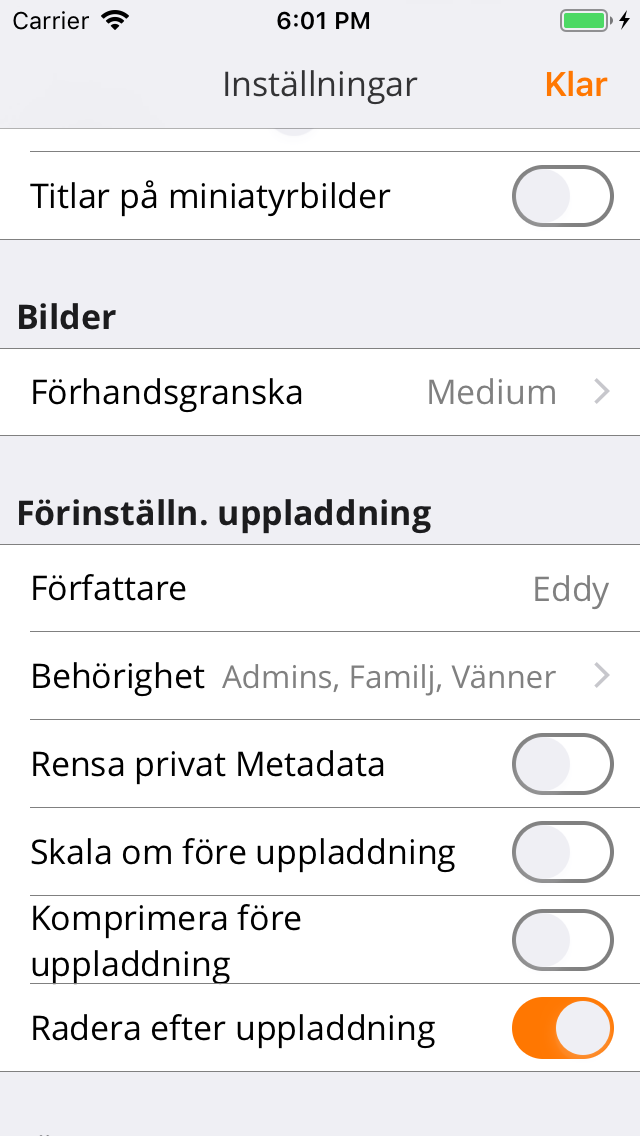 Carrier 6:01 PM
Inställningar Klar
Titlar på miniatyrbilder
Bilder
Förhandsgranska Medium
Förinställn. uppladdning
Författare Eddy
Behörighet Admins, Familj, Vänner
Rensa privat Metadata
Skala om före uppladdning
Komprimera före
uppladdning
Radera efter uppladdning